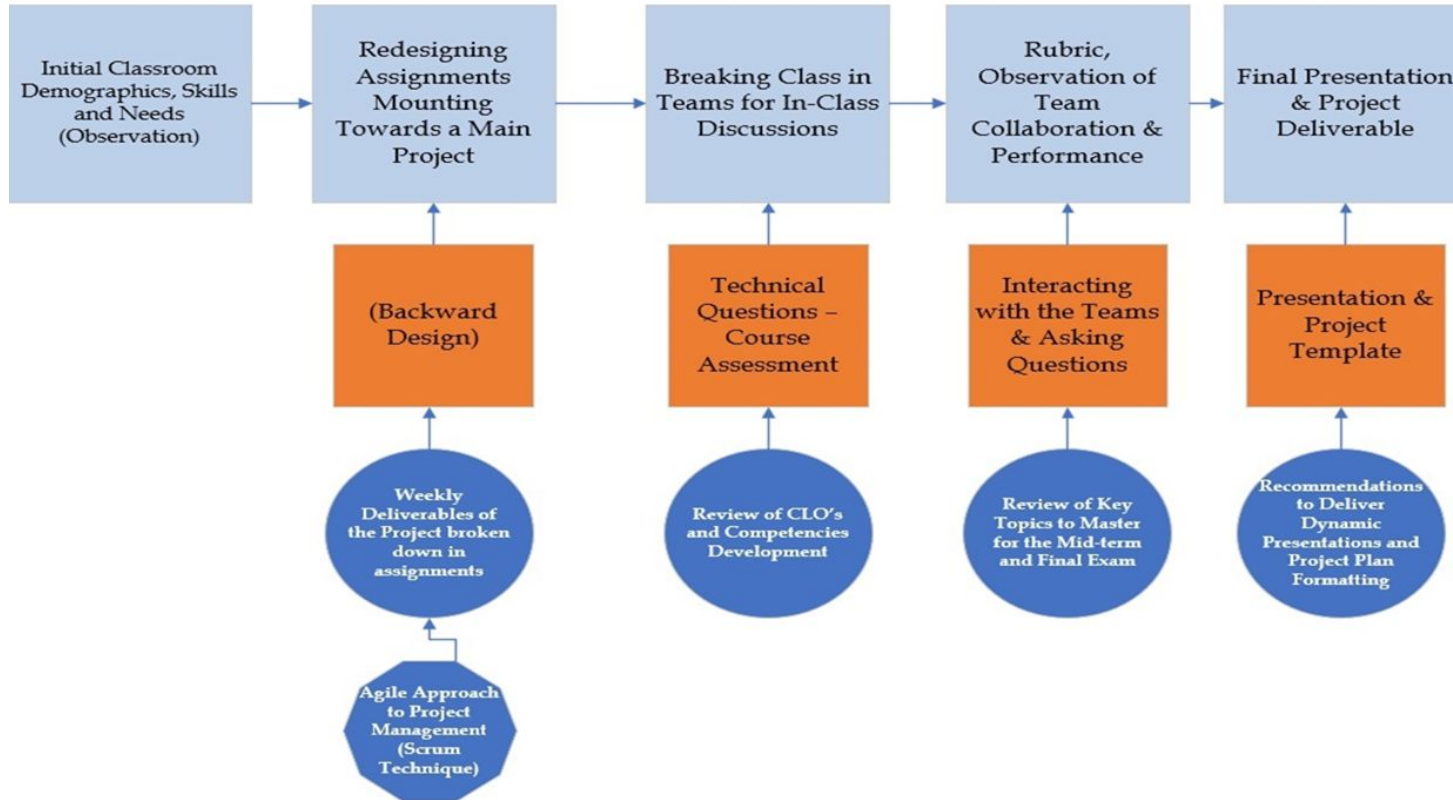 Initial Classroom
Demographics, Skills
and Needs
(Observation)
Redesigning
Assignments
Mounting
Towards a Main
Project
Breaking Class in
Teams for In-Class
Discussions
Rubric,
Observation of
Team
Collaboration &
Performance
Final Presentation
& Project
Deliverable
(Backward
Design)
Technical
Questions –
Course
Assessment
Interacting
with the Teams
& Asking
Questions
Presentation &
Project
Template
Weekly
Deliverables of
the Project broken
down in
assignments
Review of CLO's
and Competencies
Development
Review of Key
Topics to Master
for the Mid-term
and Final Exam
Recommendations
to Deliver
Dynamic
Presentations and
Project Plan
Formatting
Agile Approach
to Project
Management
(Scrum
Technique)